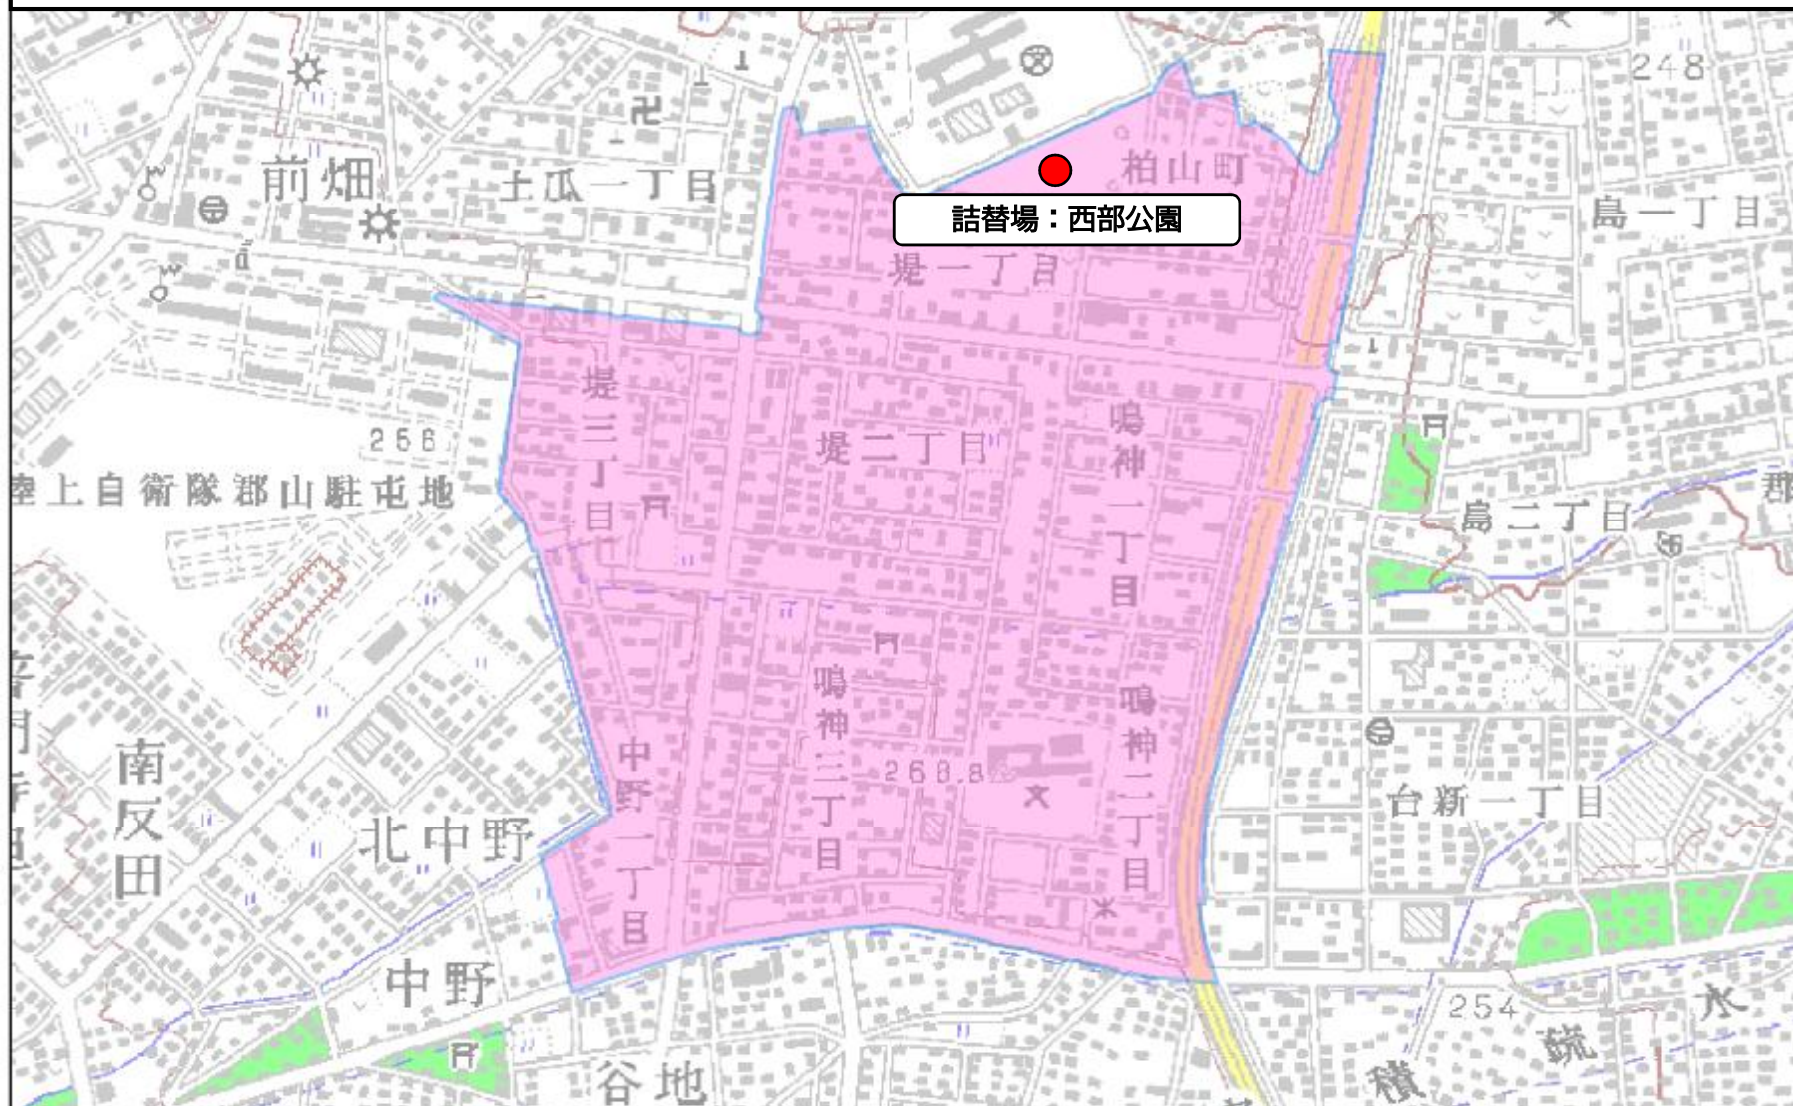 248
前畑
土瓜一丁目
柏山町
島一丁目
詰替場：西部公園
堤一丁目
堤三丁目
堤二丁目
鳴神一丁目
256
陸上自衛隊郡山駐屯地
島二丁目
郡
南反田
北中野
中野一丁目
鳴神三丁目
268.8
鳴神二丁目
台新一丁目
中野
254
水
疏
積
谷地